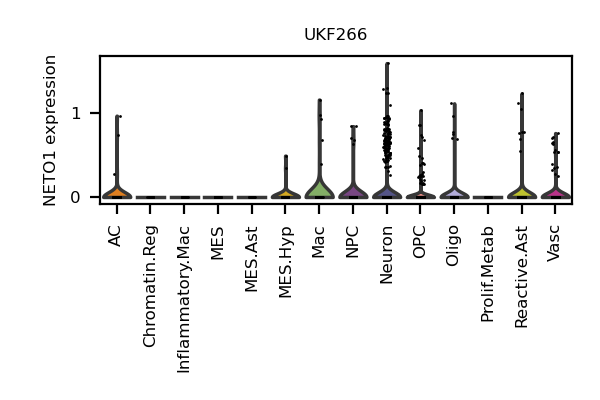 UKF266
NETO1 expression
1
0
AC
Chromatin.Reg
Inflammatory.Mac
MES
MES.Ast
MES.Hyp
Mac
NPC
Neuron
OPC
Oligo
Prolif.Metab
Reactive.Ast
Vasc